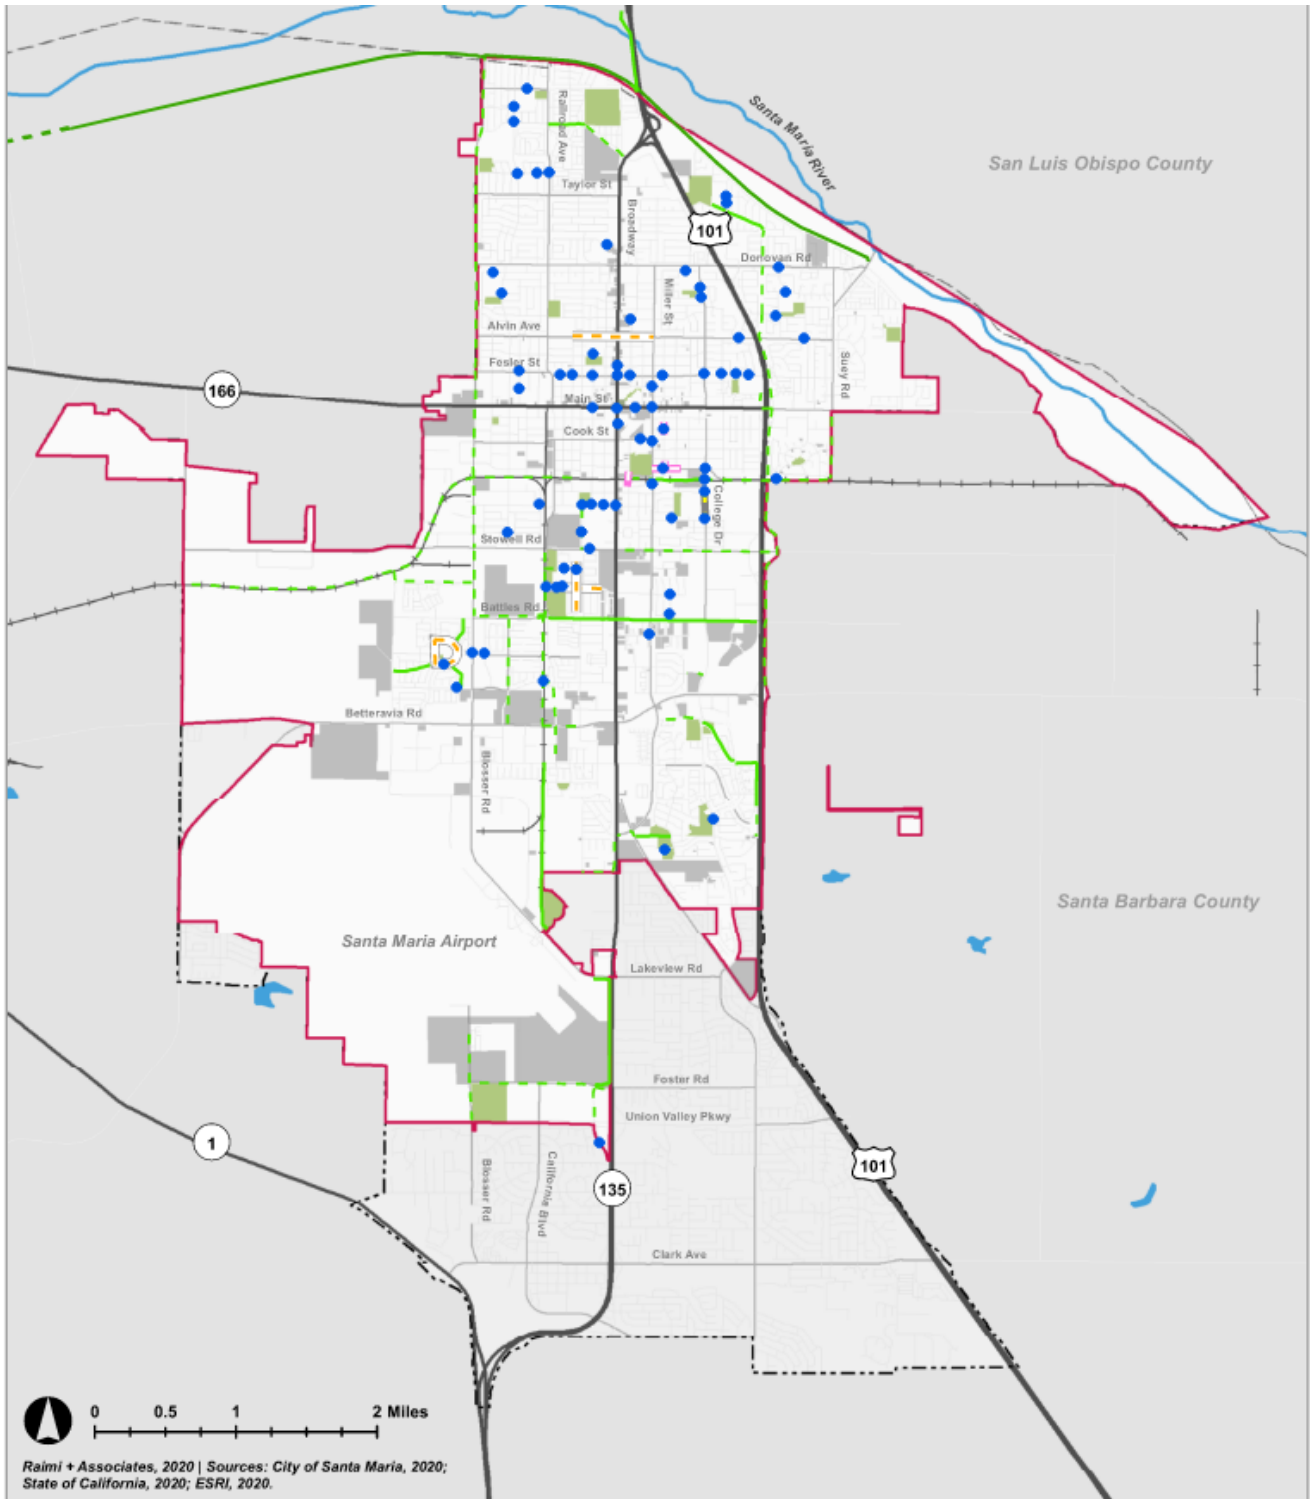 Santa Maria River
San Luis Obispo County
Railroad Ave
Taylor St
Broadway
101
Donovan Rd
Miller St
Alvin Ave
Suey Rd
Fesler St
166
Main St
Cook St
College Dr
Stowell Rd
Battles Rd
Betteravia Rd
Blosser Rd
Santa Barbara County
Santa Maria Airport
Lakeview Rd
Foster Rd
Union Valley Pkwy
1
101
Blosser Rd
California Blvd
135
Clark Ave
0 0.5 1 2 Miles
Raimi + Associates, 2020 | Sources: City of Santa Maria, 2020;
State of California, 2020; ESRI, 2020.